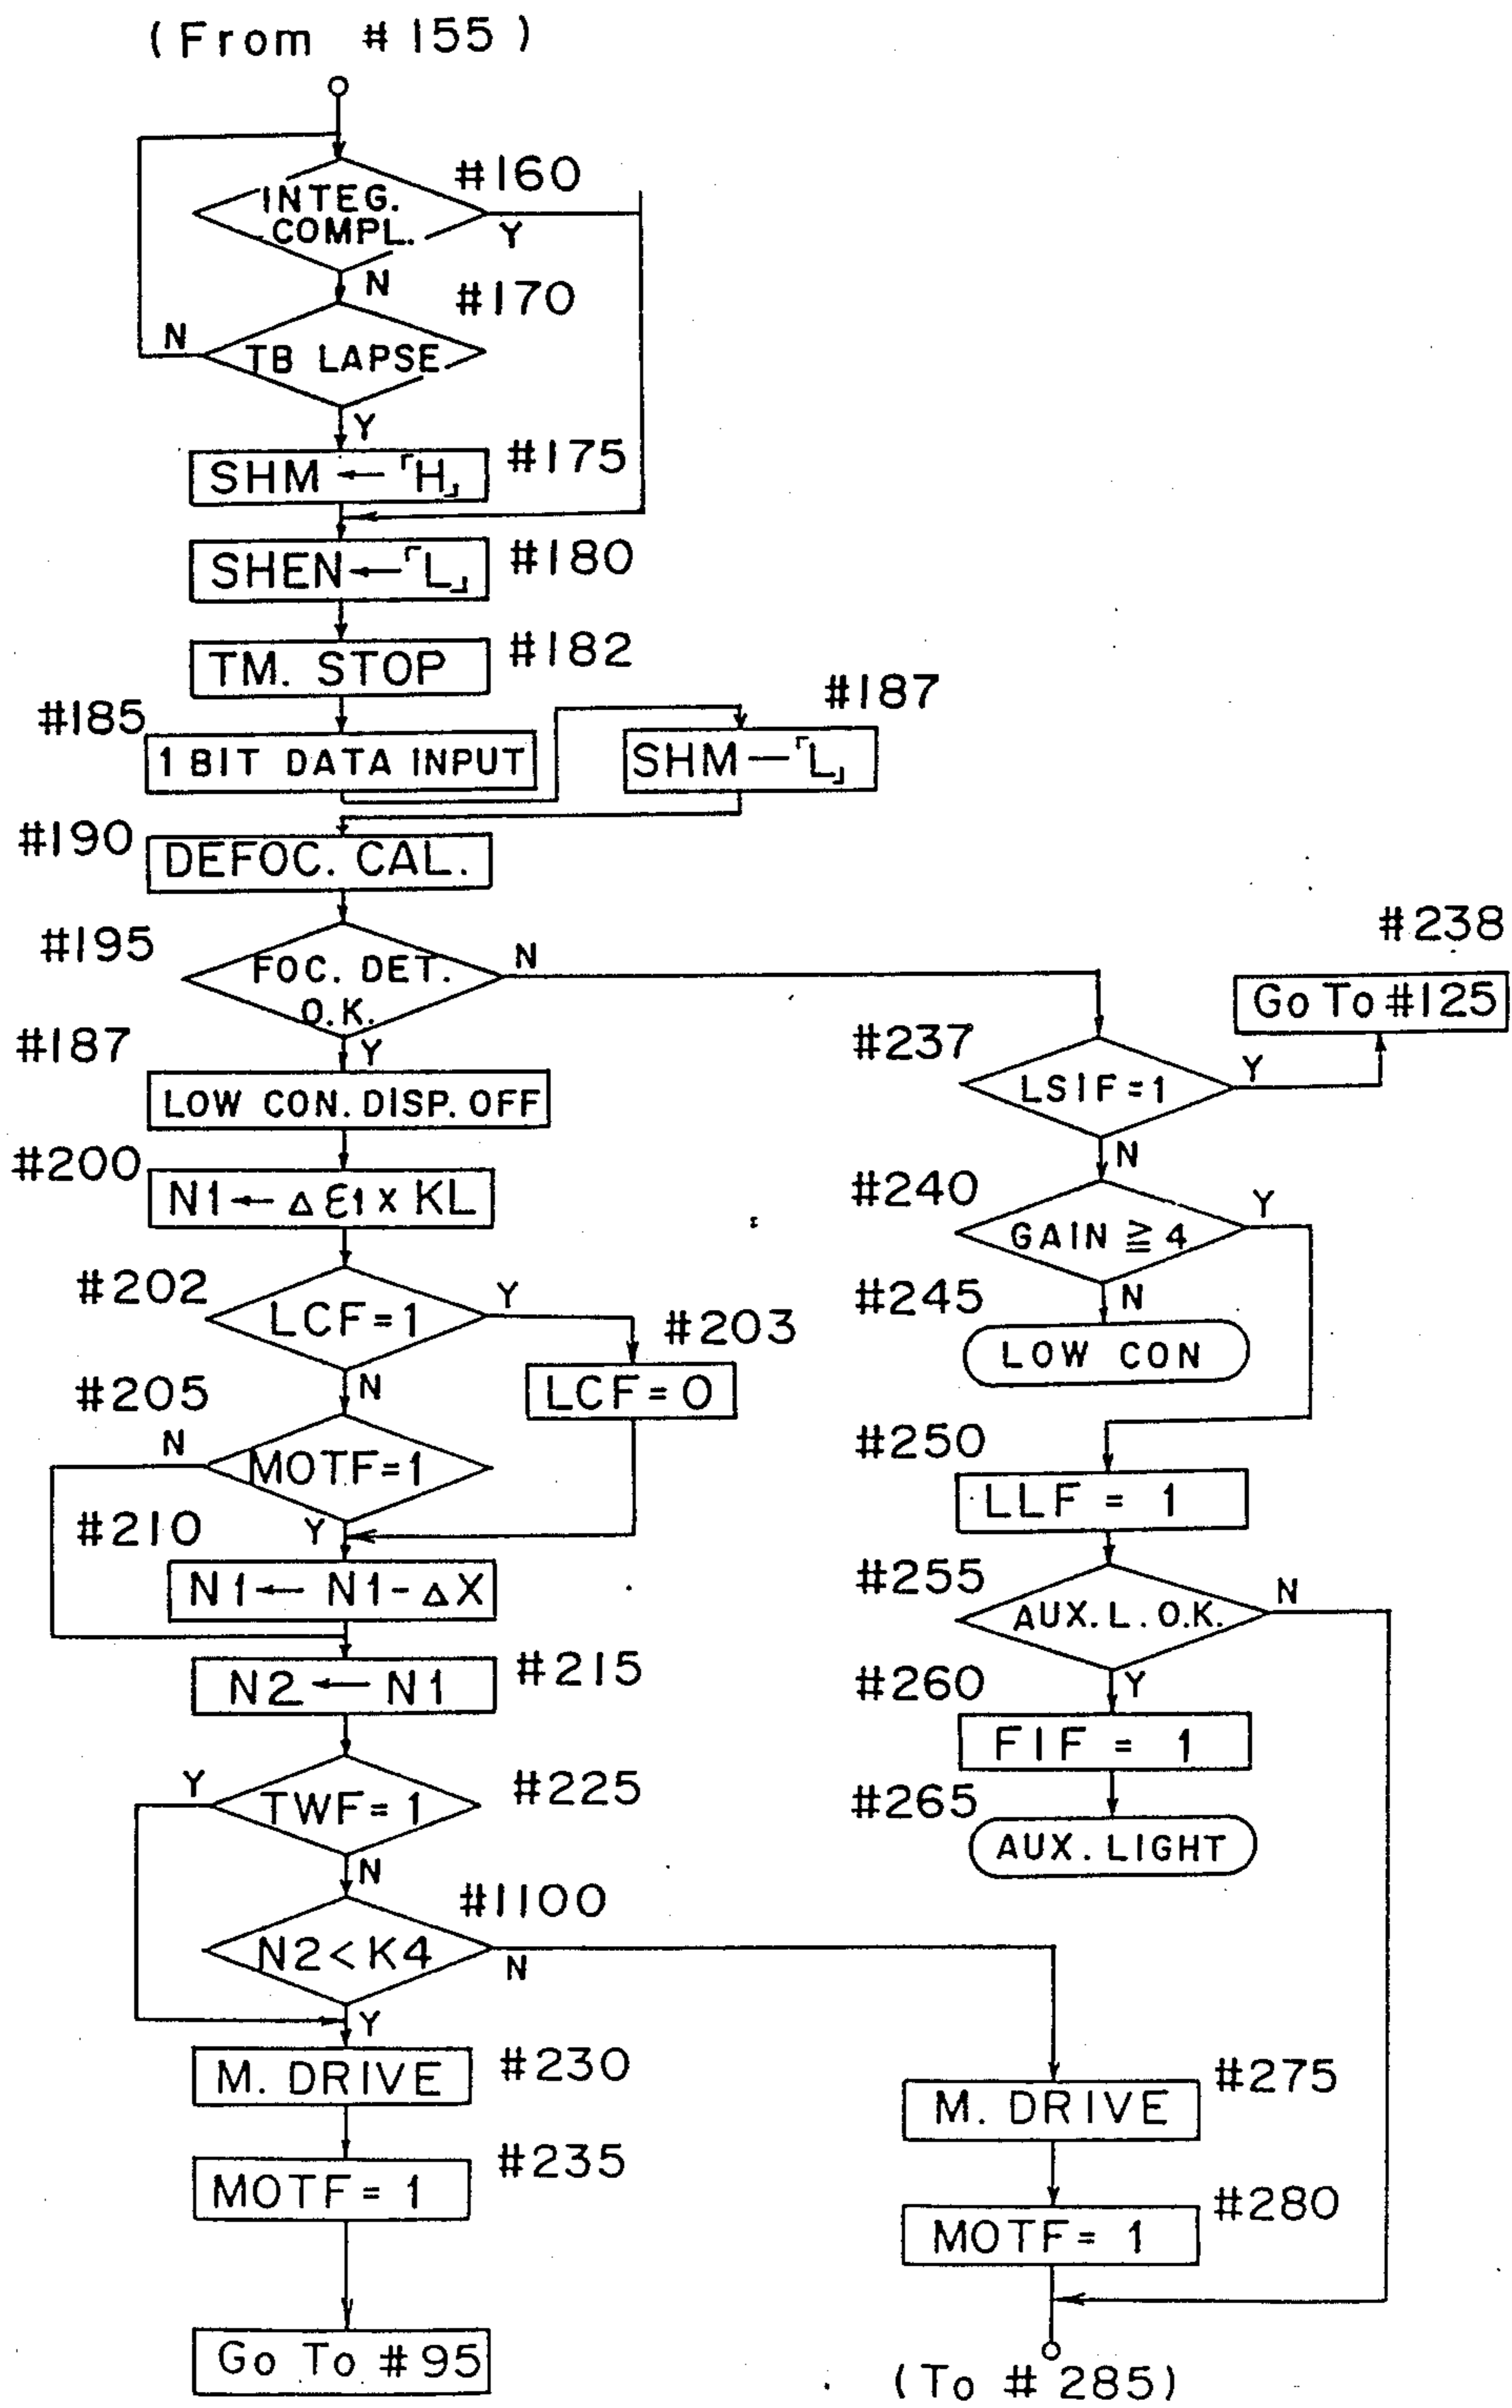 (From #155)
#160
INTEG.
COMPL.
Y
N
#170
N
TB LAPSE
Y
SHM ← 「H」
#175
SHEN ← 「L」
#180
TM. STOP
#182
#185
1 BIT DATA INPUT
#187
SHM — 「L」
#190
DEFOC. CAL.
#195
FOC. DET.
O.K.
N
Y
#187
LOW CON. DISP. OFF
#200
N1 ← Δε1 x KL
#202
LCF=1
Y
N
#203
LCF=0
#205
N
MOTF=1
Y
#210
N1 ← N1-ΔX
N2 ← N1
#215
Y
TWF=1
#225
N
#1100
N2<K4
N
Y
M. DRIVE
#230
MOTF=1
#235
Go To #95
#238
Go To #125
#237
LSIF=1
Y
N
#240
GAIN ≧ 4
Y
N
#245
LOW CON
#250
LLF = 1
#255
AUX. L. O.K.
N
Y
#260
FIF = 1
#265
AUX. LIGHT
M. DRIVE
#275
MOTF= 1
#280
(To # 285)